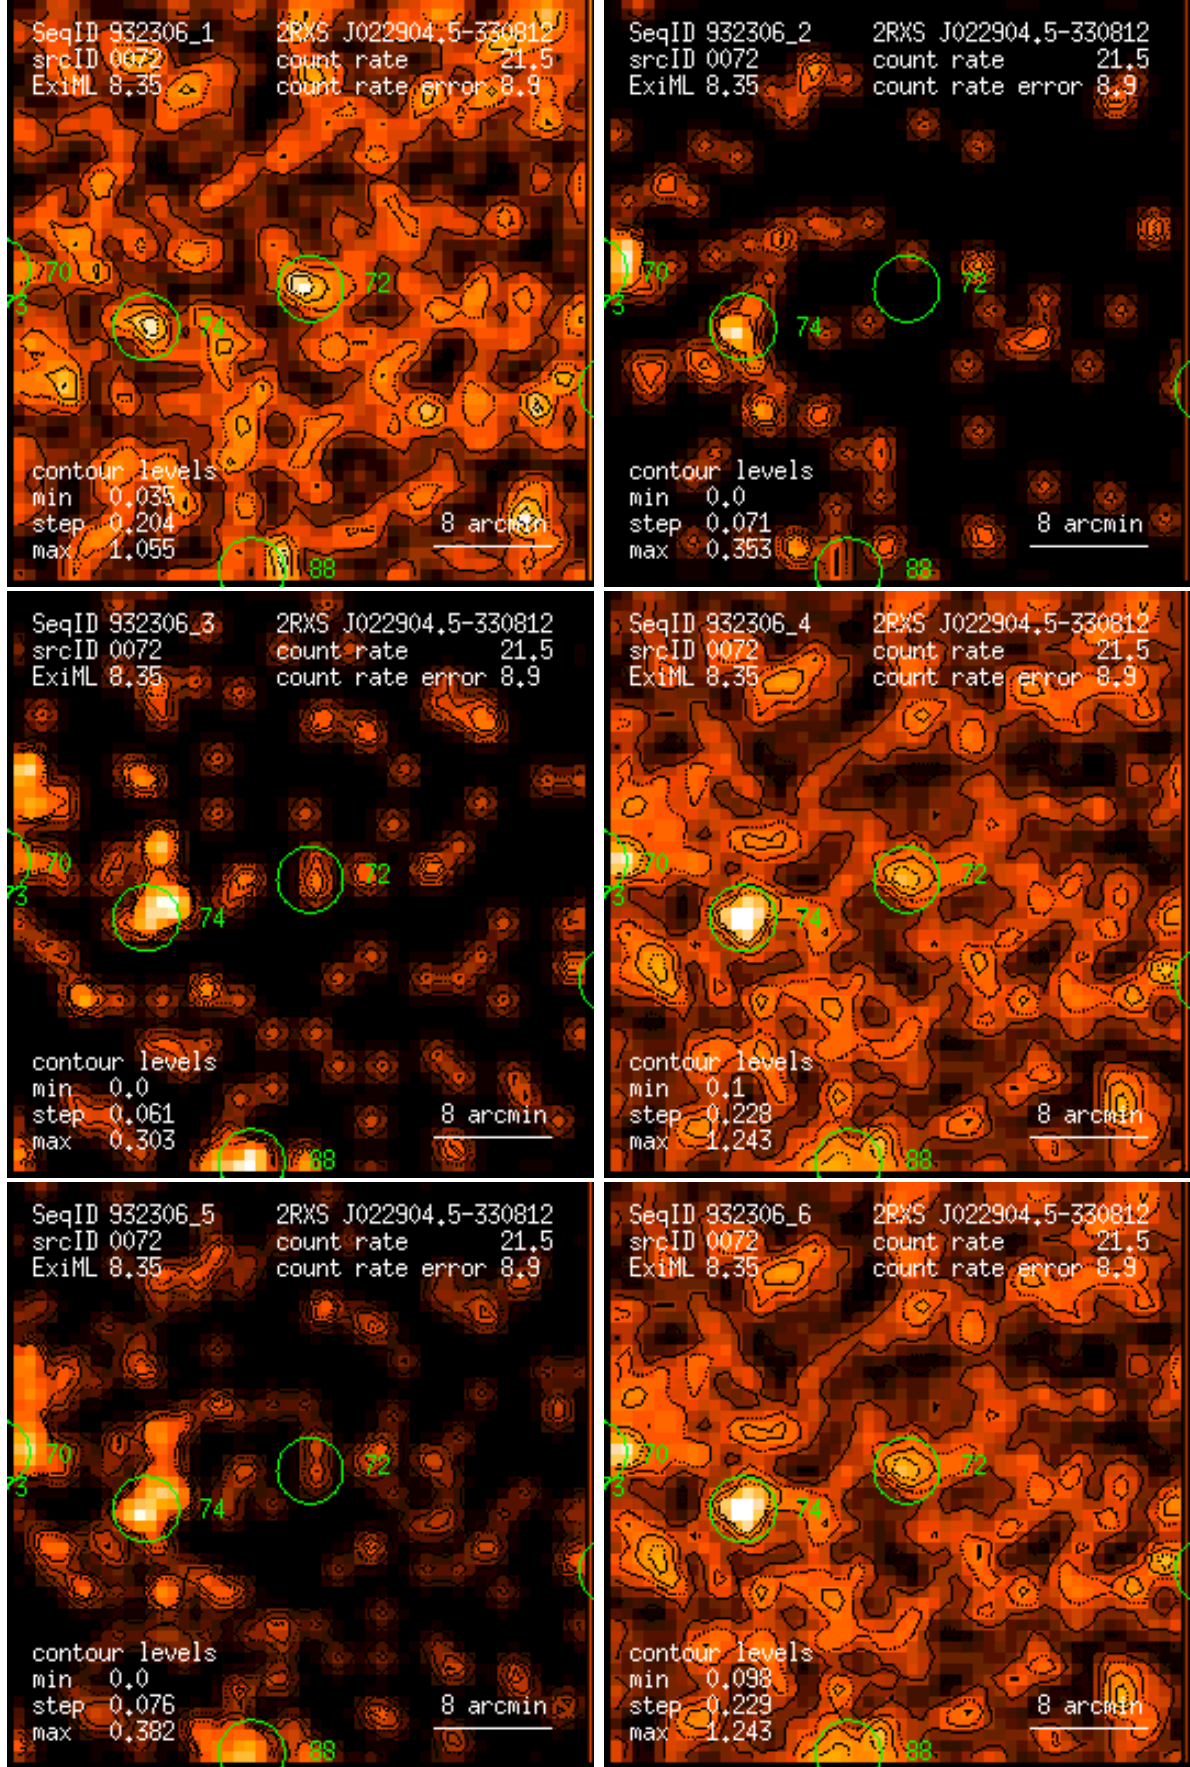 SeqID 932306_1 2RXS J022904.5-330812
srcID 0072 count rate 21.5
ExiML 8.35 count rate error 8.9
70
72
73
74
contour levels
min 0.035
step 0.204
max 1.055
8 arcmin
88
SeqID 932306_2 2RXS J022904.5-330812
srcID 0072 count rate 21.5
ExiML 8.35 count rate error 8.9
70
72
74
contour levels
min 0.0
step 0.071
max 0.353
8 arcmin
88
SeqID 932306_3 2RXS J022904.5-330812
srcID 0072 count rate 21.5
ExiML 8.35 count rate error 8.9
70
72
73
74
contour levels
min 0.0
step 0.061
max 0.303
8 arcmin
88
SeqID 932306_4 2RXS J022904.5-330812
srcID 0072 count rate 21.5
ExiML 8.35 count rate error 8.9
70
72
74
contour levels
min 0.1
step 0.228
max 1.243
8 arcmin
88
SeqID 932306_5 2RXS J022904.5-330812
srcID 0072 count rate 21.5
ExiML 8.35 count rate error 8.9
70
72
73
74
contour levels
min 0.0
step 0.076
max 0.382
8 arcmin
88
SeqID 932306_6 2RXS J022904.5-330812
srcID 0072 count rate 21.5
ExiML 8.35 count rate error 8.9
70
72
74
contour levels
min 0.098
step 0.229
max 1.243
8 arcmin
88